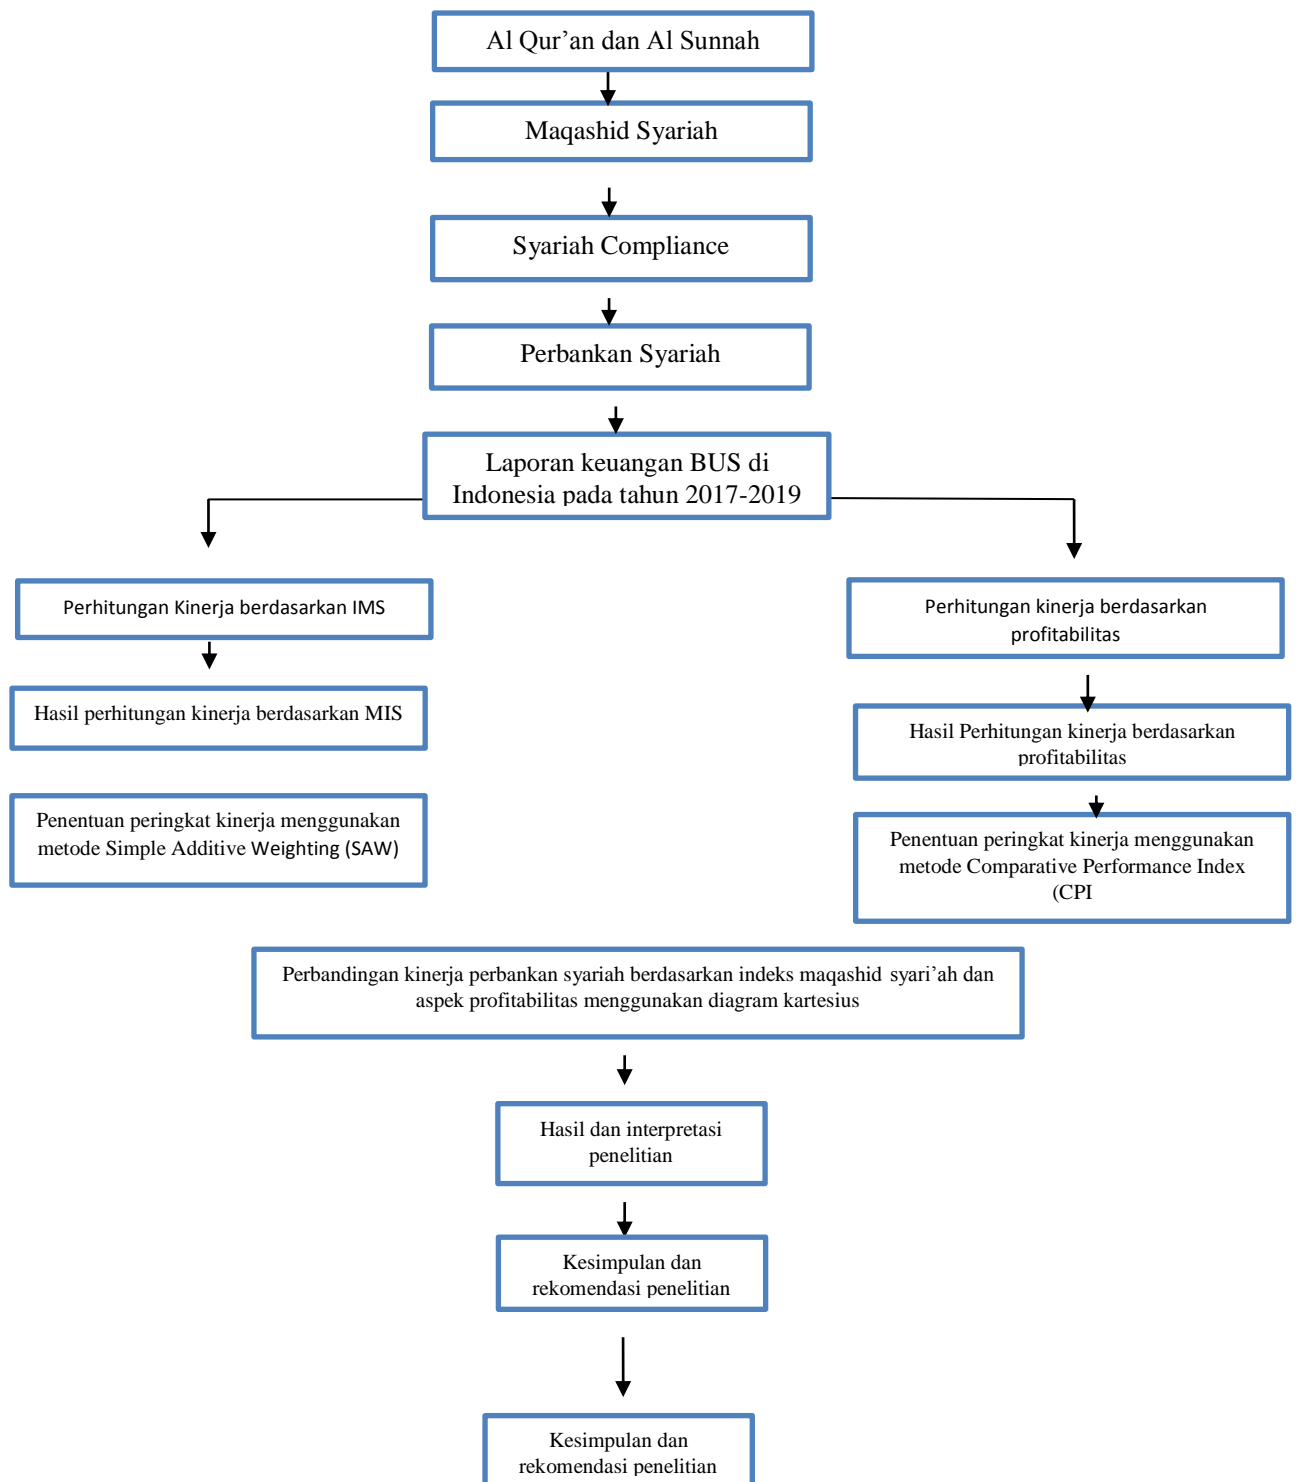 Al Qur’an dan Al Sunnah
Maqashid Syariah
Syariah Compliance
Perbankan Syariah
Laporan keuangan BUS di
Indonesia pada tahun 2017-2019
Perhitungan Kinerja berdasarkan IMS
Perhitungan kinerja berdasarkan
profitabilitas
Hasil perhitungan kinerja berdasarkan MIS
Hasil Perhitungan kinerja berdasarkan
profitabilitas
Penentuan peringkat kinerja menggunakan
metode Simple Additive Weighting (SAW)
Penentuan peringkat kinerja menggunakan
metode Comparative Performance Index
(CPI
Perbandingan kinerja perbankan syariah berdasarkan indeks maqashid syari’ah dan
aspek profitabilitas menggunakan diagram kartesius
Hasil dan interpretasi
penelitian
Kesimpulan dan
rekomendasi penelitian
Kesimpulan dan
rekomendasi penelitian